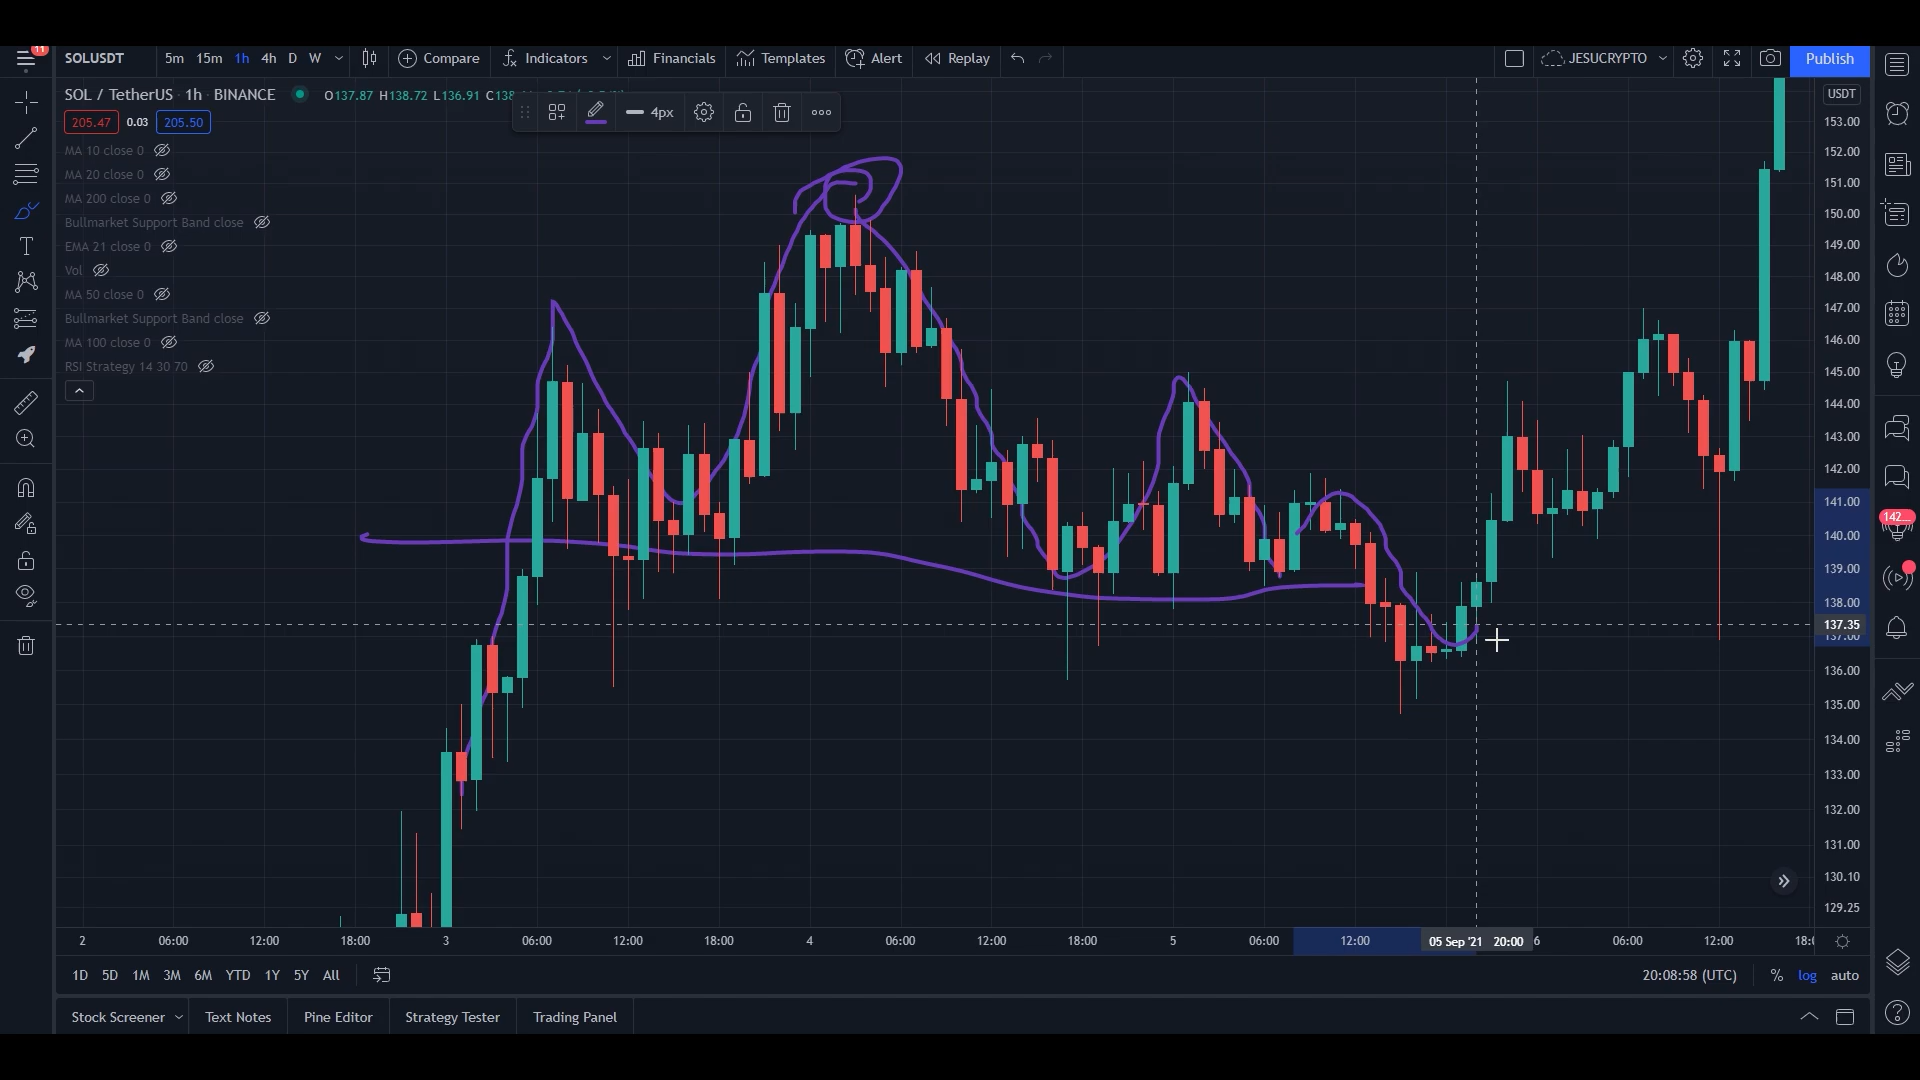 11
SOLUSDT 5m 15m 1h 4h D W Compare Indicators Financials Templates Alert Replay JESUCRYPTO Publish
SOL / TetherUS · 1h · BINANCE O137.87 H138.72 L136.91
4px
USDT
205.47 0.03 205.50
MA 10 close 0
MA 20 close 0
MA 200 close 0
Bullmarket Support Band close
EMA 21 close 0
Vol
MA 50 close 0
Bullmarket Support Band close
MA 100 close 0
RSI Strategy 14 30 70
153.00
152.00
151.00
150.00
149.00
148.00
147.00
146.00
145.00
144.00
143.00
142.00
141.00
140.00
139.00
138.00
137.35
137.00
136.00
135.00
134.00
133.00
132.00
131.00
130.10
129.25
142...
2 06:00 12:00 18:00 3 06:00 12:00 18:00 4 06:00 12:00 18:00 5 06:00 12:00 05 Sep '21 20:00 6 06:00 12:00
1D 5D 1M 3M 6M YTD 1Y 5Y All 20:08:58 (UTC) % log auto
Stock Screener Text Notes Pine Editor Strategy Tester Trading Panel